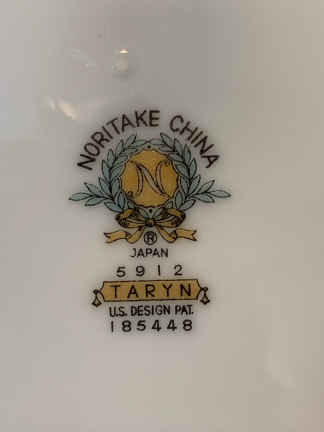 NORITAKE CHINA
N
®
JAPAN
5912
TARYN
U.S. DESIGN PAT.
185448